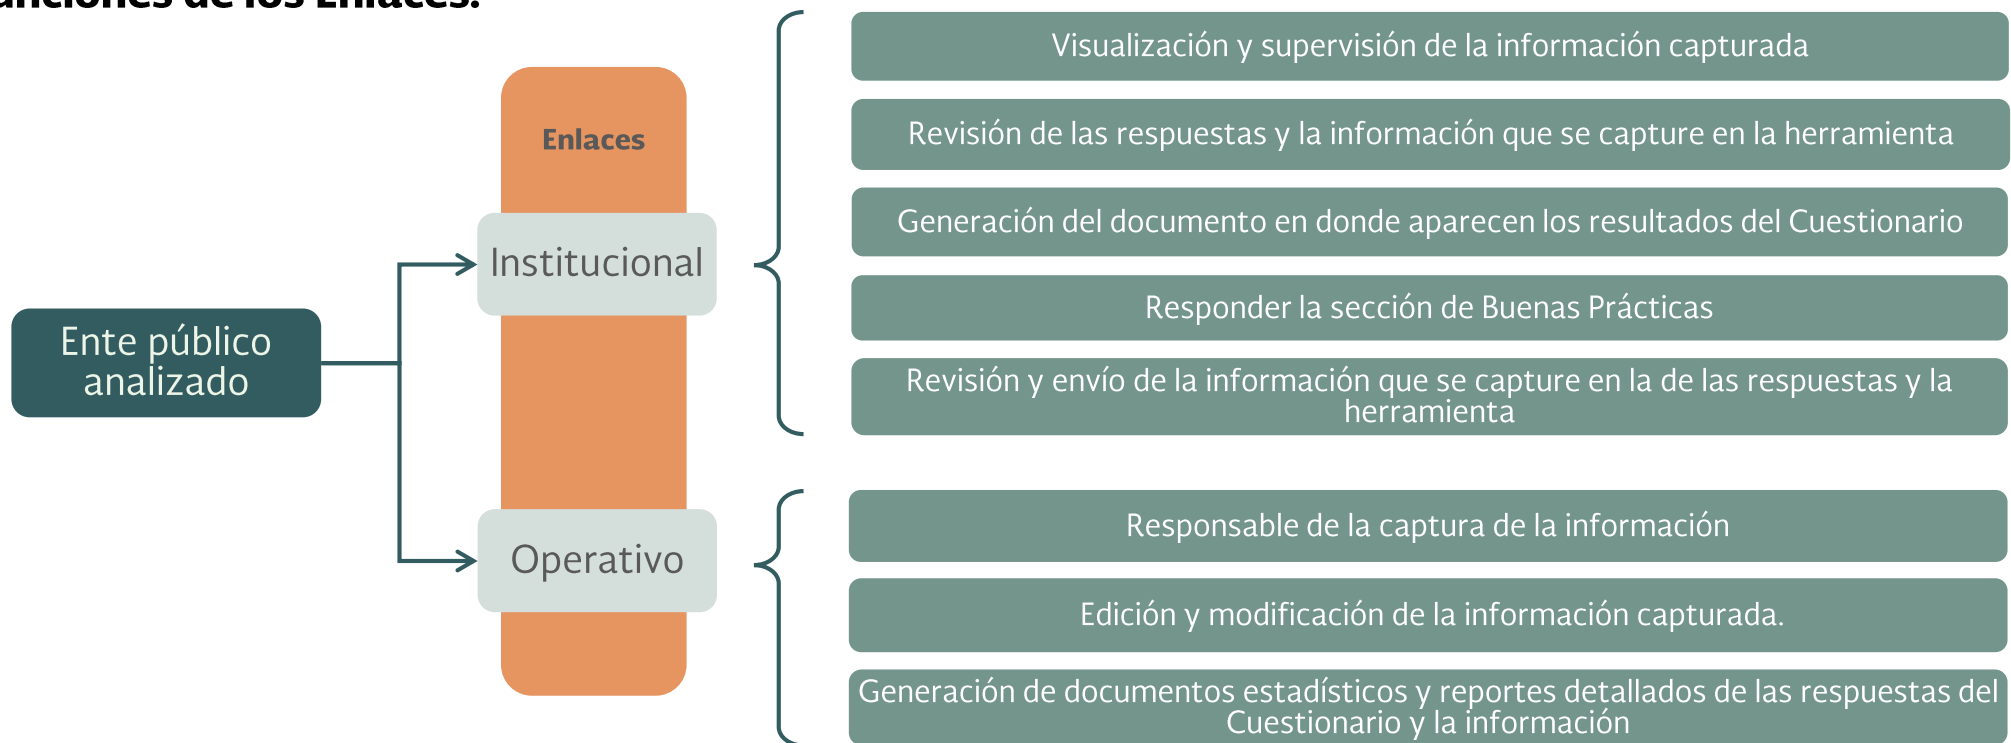 de los Enlaces.
Enlaces
Institucional
Operativo
Ente público
analizado
Visualización y supervisión de la información capturada
Revisión de las respuestas y la información que se capture en la herramienta
Generación del documento en donde aparecen los resultados del Cuestionario
Responder la sección de Buenas Prácticas
Revisión y envío de la información que se capture en la de las respuestas y la
herramienta
Responsable de la captura de la información
Edición y modificación de la información capturada.
Generación de documentos estadísticos y reportes detallados de las respuestas del
Cuestionario y la información